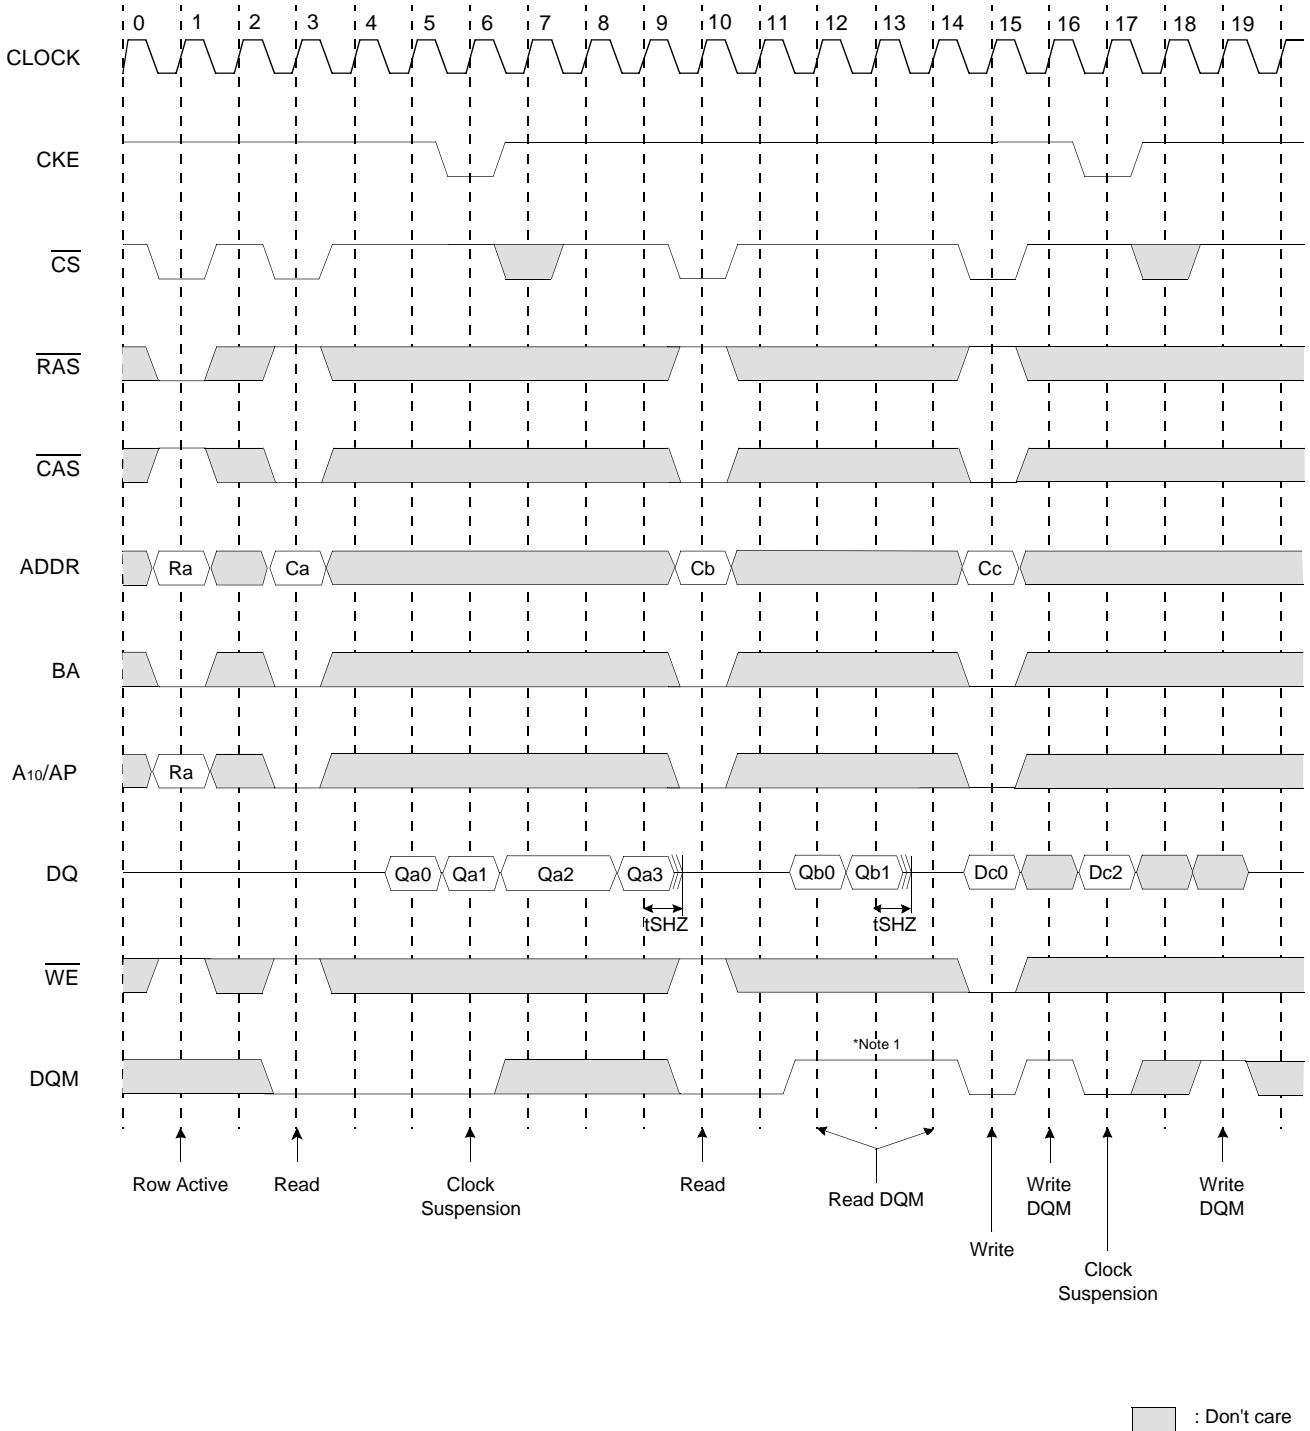 0 1 2 3 4 5 6 7 8 9 10 11 12 13 14 15 16 17 18 19
CLOCK
CKE
CS
RAS
CAS
ADDR Ra Ca Cb Cc
BA
A10/AP Ra
DQ Qa0 Qa1 Qa2 Qa3 Qb0 Qb1 Dc0 Dc2
tSHZ tSHZ
WE
*Note 1
DQM
Row Active
Read
Clock
Suspension
Read
Read DQM
Write
Write
DQM
Clock
Suspension
Write
DQM
: Don't care